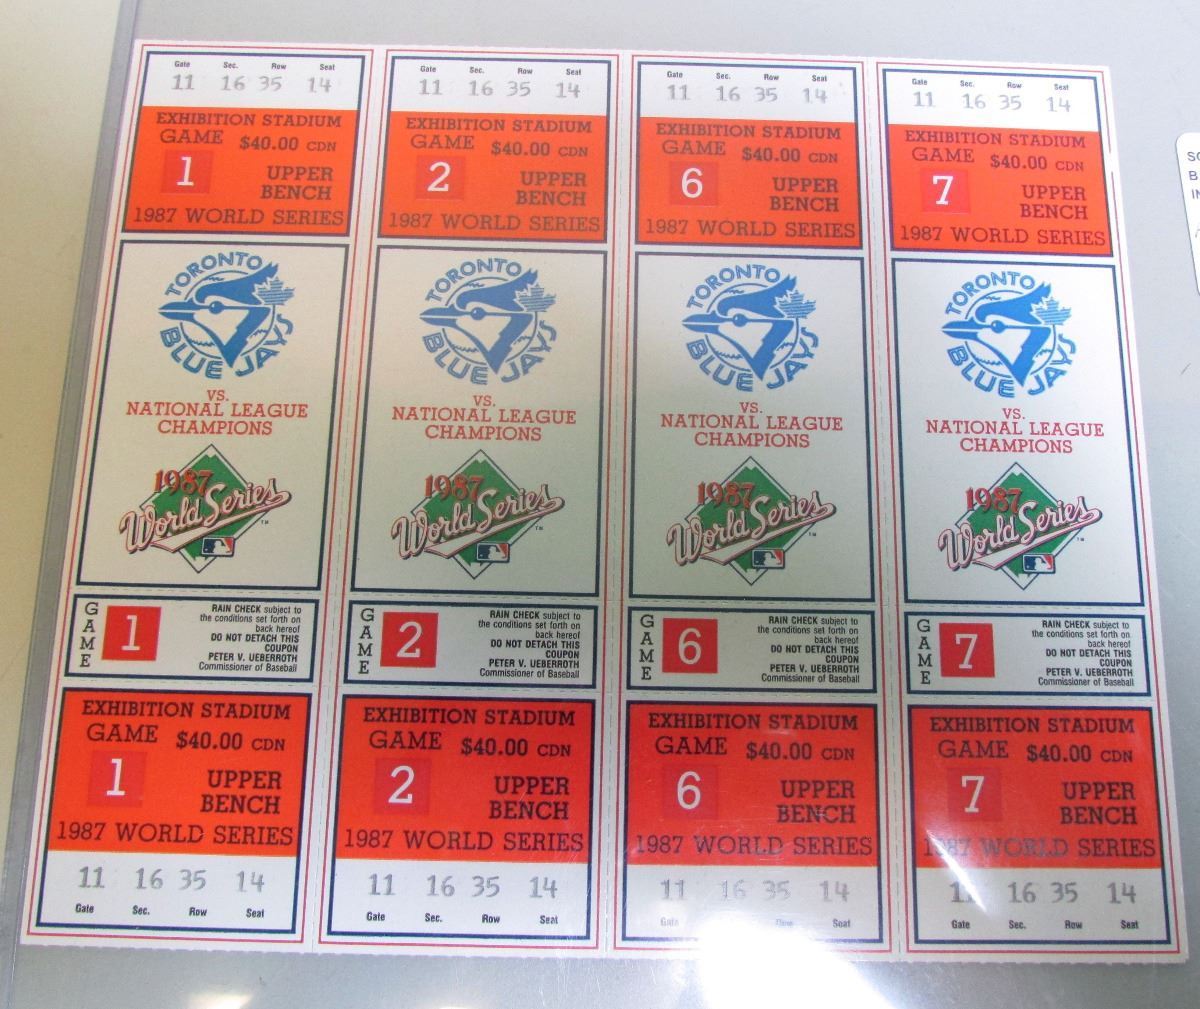 Gate Sec. Row Seat
11 16 35 14
EXHIBITION STADIUM
GAME $40.00 CDN
1 UPPER
BENCH
1987 WORLD SERIES
TORONTO
BLUE JAYS
VS.
NATIONAL LEAGUE
CHAMPIONS
1987
World Series
TM
GAME
1
RAIN CHECK subject to
the conditions set forth on
back hereof
DO NOT DETACH THIS
COUPON
PETER V. UEBERROTH
Commissioner of Baseball
EXHIBITION STADIUM
GAME $40.00 CDN
1 UPPER
BENCH
1987 WORLD SERIES
11 16 35 14
Gate Sec. Row Seat
Gate Sec. Row Seat
11 16 35 14
EXHIBITION STADIUM
GAME $40.00 CDN
2 UPPER
BENCH
1987 WORLD SERIES
TORONTO
BLUE JAYS
VS.
NATIONAL LEAGUE
CHAMPIONS
1987
World Series
TM
GAME
2
RAIN CHECK subject to
the conditions set forth on
back hereof
DO NOT DETACH THIS
COUPON
PETER V. UEBERROTH
Commissioner of Baseball
EXHIBITION STADIUM
GAME $40.00 CDN
2 UPPER
BENCH
1987 WORLD SERIES
11 16 35 14
Gate Sec. Row Seat
Gate Sec. Row Seat
11 16 35 14
EXHIBITION STADIUM
GAME $40.00 CDN
6 UPPER
BENCH
1987 WORLD SERIES
TORONTO
BLUE JAYS
VS.
NATIONAL LEAGUE
CHAMPIONS
1987
World Series
TM
GAME
6
RAIN CHECK subject to
the conditions set forth on
back hereof
DO NOT DETACH THIS
COUPON
PETER V. UEBERROTH
Commissioner of Baseball
EXHIBITION STADIUM
GAME $40.00 CDN
6 UPPER
BENCH
1987 WORLD SERIES
11 16 35 14
Gate Row Seat
Gate Sec. Row Seat
11 16 35 14
EXHIBITION STADIUM
GAME $40.00 CDN
7 UPPER
BENCH
1987 WORLD SERIES
TORONTO
BLUE JAYS
VS.
NATIONAL LEAGUE
CHAMPIONS
1987
World Series
TM
GAME
7
RAIN CHECK subject to
the conditions set forth on
back hereof
DO NOT DETACH THIS
COUPON
PETER V. UEBERROTH
Commissioner of Baseball
EXHIBITION STADIUM
GAME $40.00 CDN
7 UPPER
BENCH
1987 WORLD SERIES
11 16 35 14
Gate Sec. Row Seat